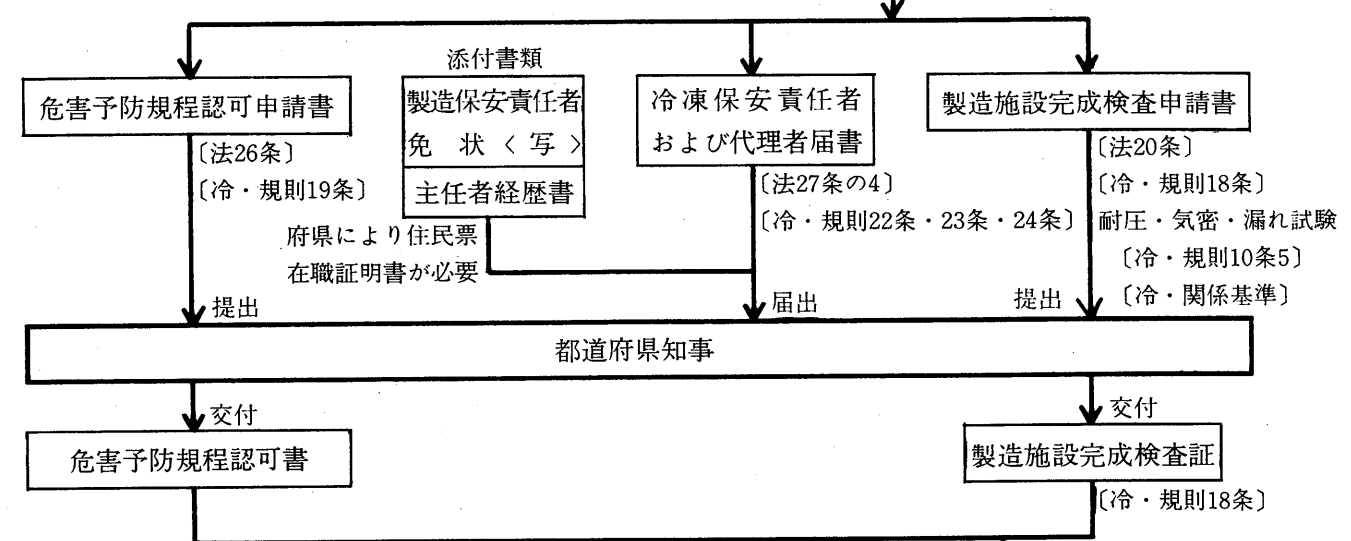 添付書類
危害予防規程認可申請書
〔法26条〕
〔冷・規則19条〕
製造保安責任者
免状〈写〉
主任者経歴書
府県により住民票
在職証明書が必要
冷凍保安責任者
および代理者届書
〔法27条の4〕
〔冷・規則22条・23条・24条〕
製造施設完成検査申請書
〔法20条〕
〔冷・規則18条〕
耐圧・気密・漏れ試験
〔冷・規則10条5〕
〔冷・関係基準〕
提出
届出
提出
都道府県知事
交付
交付
危害予防規程認可書
製造施設完成検査証
〔冷・規則18条〕